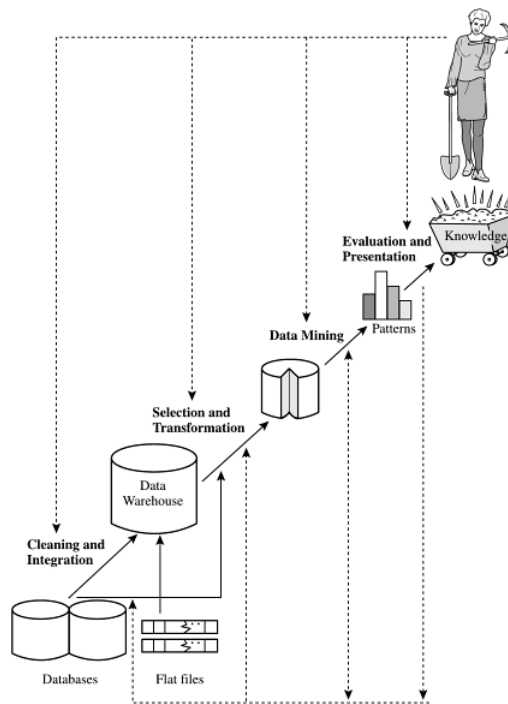 Evaluation and
Presentation
Knowledge
Patterns
Data Mining
Selection and
Transformation
Data
Warehouse
Cleaning and
Integration
Databases
Flat files